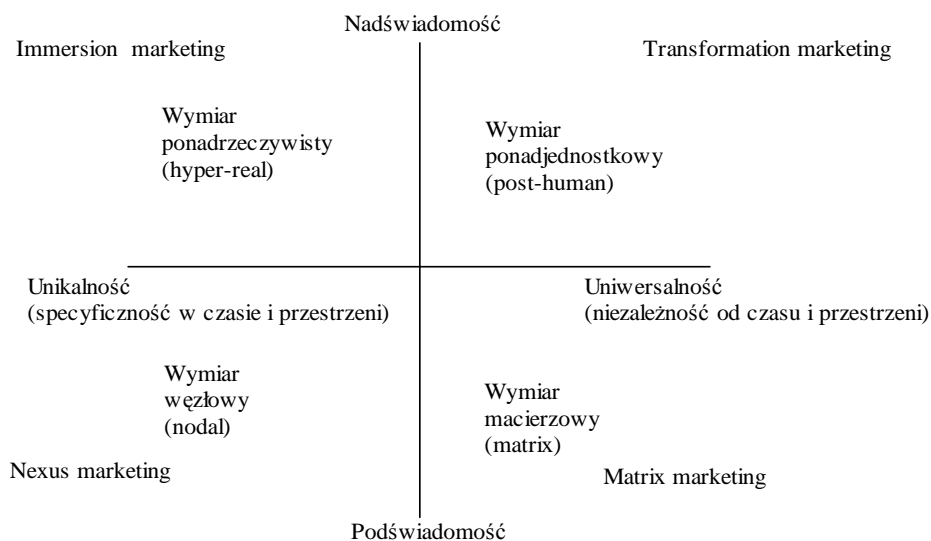 Nadświadomość
Immersion marketing
Transformation marketing
Wymiar
ponadrzeczywisty
(hyper-real)
Wymiar
ponadjednostkowy
(post-human)
Unikalność
(specyficzność w czasie i przestrzeni)
Uniwersalność
(niezależność od czasu i przestrzeni)
Wymiar
węzłowy
(nodal)
Wymiar
macierzowy
(matrix)
Nexus marketing
Matrix marketing
Podświadomość